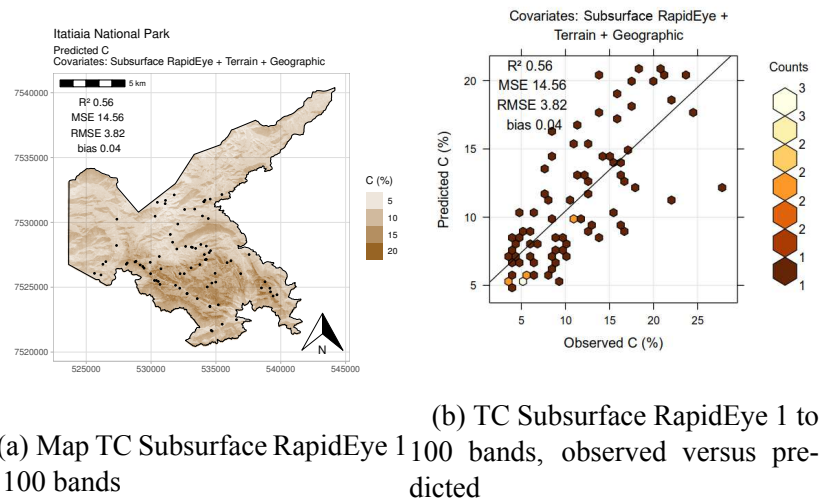 Itatiaia National Park
Predicted C
Covariates: Subsurface RapidEye + Terrain + Geographic
5 km
R² 0.56
MSE 14.56
RMSE 3.82
bias 0.04
7540000
7535000
7530000
7525000
7520000
525000 530000 535000 540000 545000
N
C (%)
5
10
15
20
Covariates: Subsurface RapidEye +
Terrain + Geographic
R² 0.56
MSE 14.56
RMSE 3.82
bias 0.04
Predicted C (%)
20
15
10
5
5 10 15 20 25
Observed C (%)
Counts
3
3
2
2
2
1
1
(a) Map TC Subsurface RapidEye 1
100 bands
(b) TC Subsurface RapidEye 1 to
100 bands, observed versus pre-
dicted